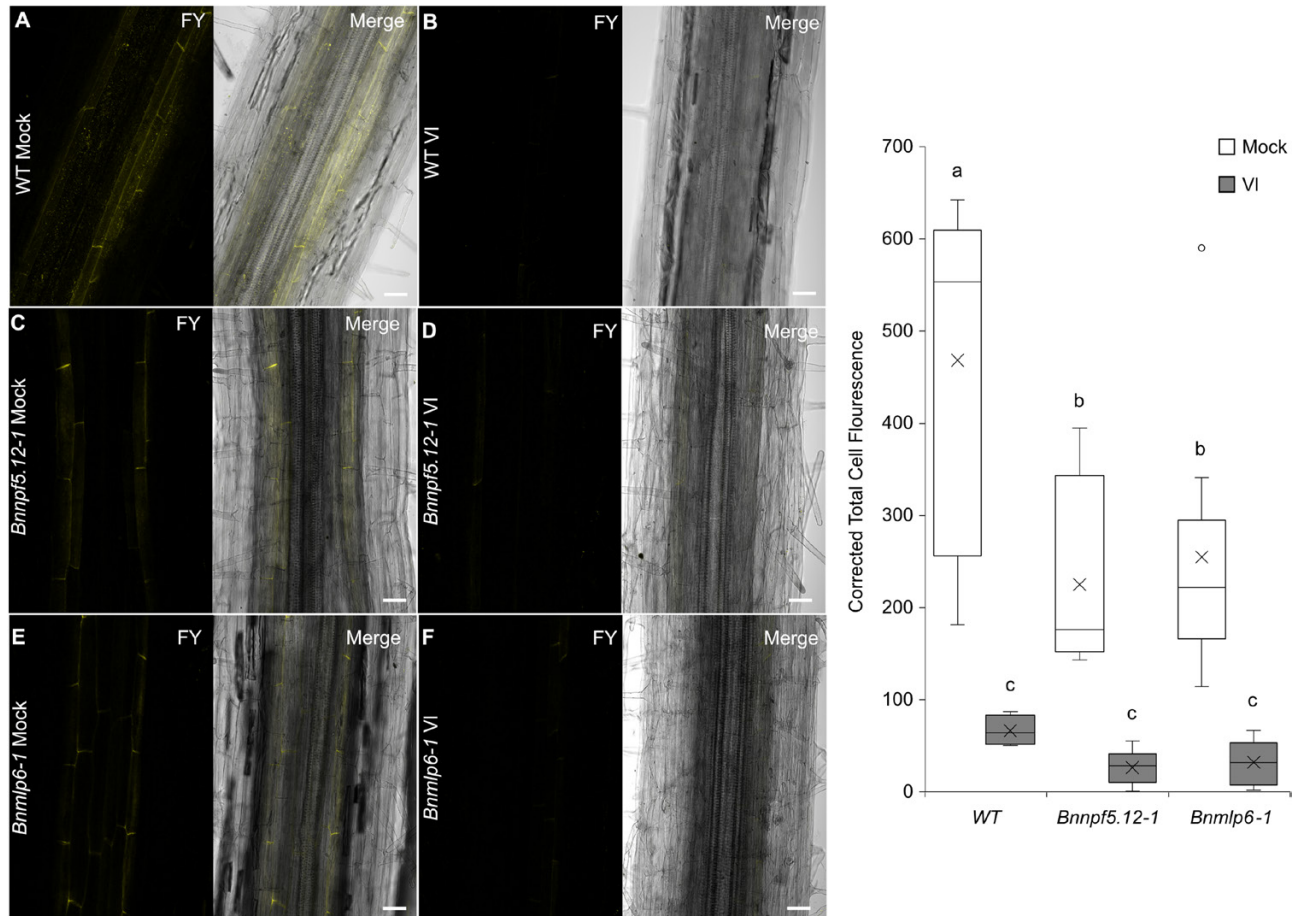 A
FY
Merge
WT Mock
B
FY
Merge
WT VI
C
FY
Merge
Bnnpf5.12-1 Mock
D
FY
Merge
Bnnpf5.12-1 VI
E
FY
Merge
Bnmlp6-1 Mock
F
FY
Merge
Bnmlp6-1 VI
Corrected Total Cell Flourescence
700
600
500
400
300
200
100
0
Mock
VI
a
c
b
c
b
c
WT
Bnnpf5.12-1
Bnmlp6-1